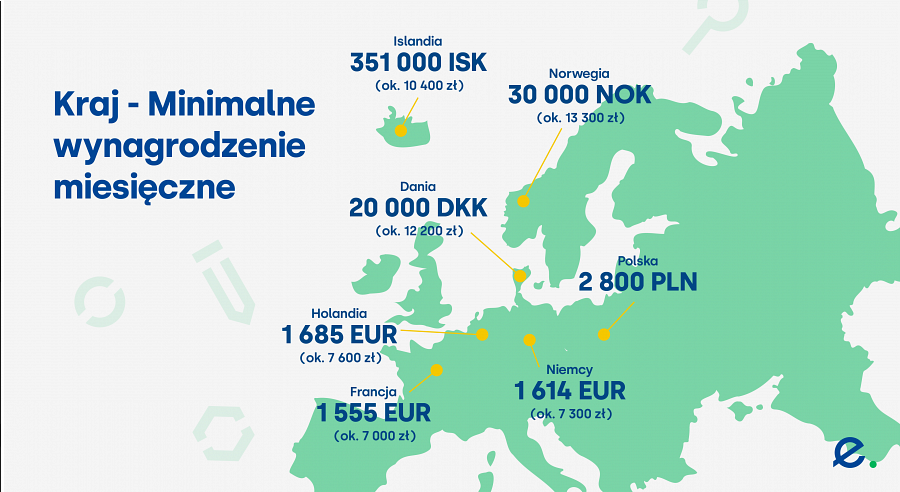 Kraj - Minimalne
wynagrodzenie
miesięczne
Islandia
351 000 ISK
(ok. 10 400 zł)
Norwegia
30 000 NOK
(ok. 13 300 zł)
Dania
20 000 DKK
(ok. 12 200 zł)
Polska
2 800 PLN
Holandia
1 685 EUR
(ok. 7 600 zł)
Niemcy
1 614 EUR
(ok. 7 300 zł)
Francja
1 555 EUR
(ok. 7 000 zł)
e.